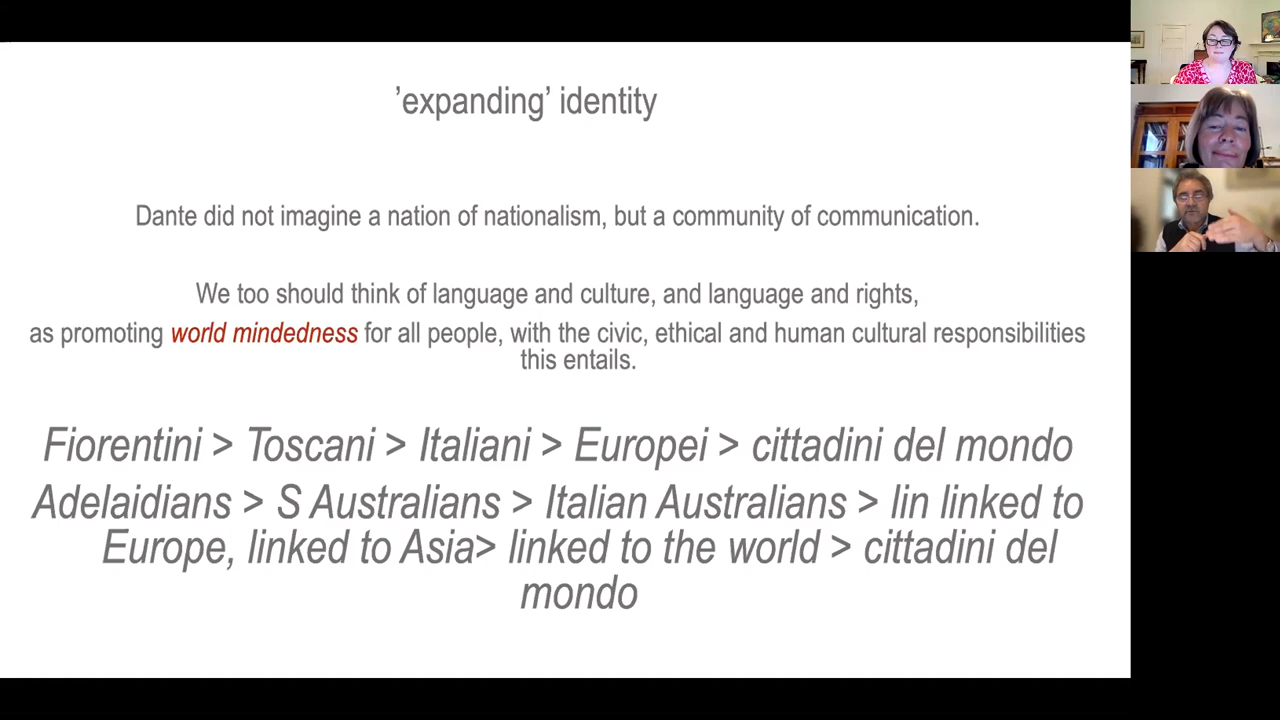 ’expanding’ identity
Dante did not imagine a nation of nationalism, but a community of communication.
We too should think of language and culture, and language and rights,
as promoting world mindedness for all people, with the civic, ethical and human cultural responsibilities
this entails.
Fiorentini > Toscani > Italiani > Europei > cittadini del mondo
Adelaidians > S Australians > Italian Australians > lin linked to
Europe, linked to Asia> linked to the world > cittadini del
mondo